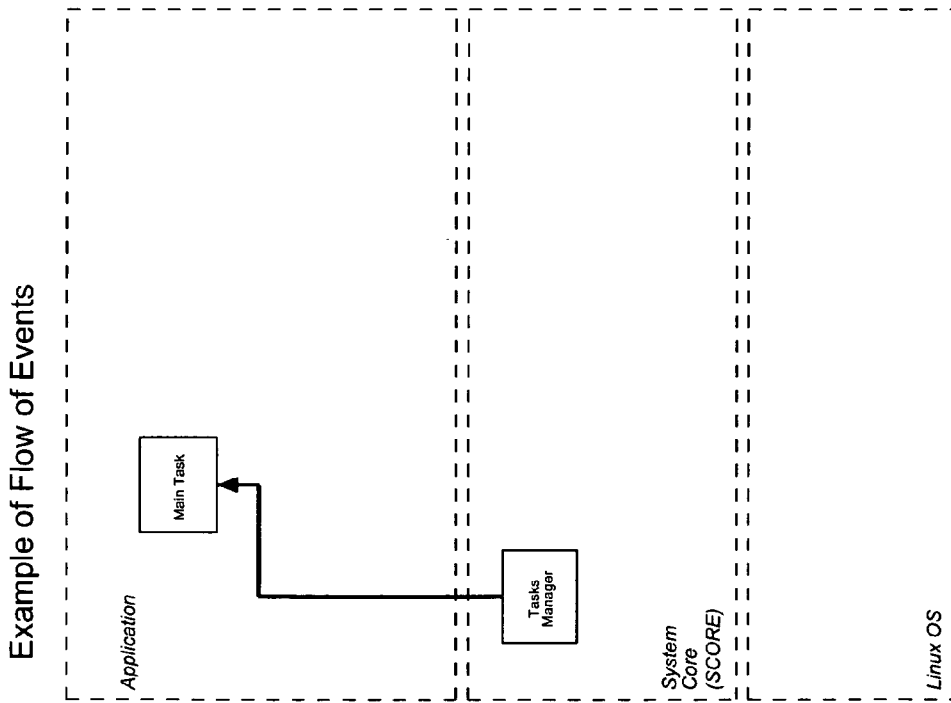 Example of Flow of Events
Application
Main Task
Tasks
Manager
System
Core
(SCORE)
Linux OS